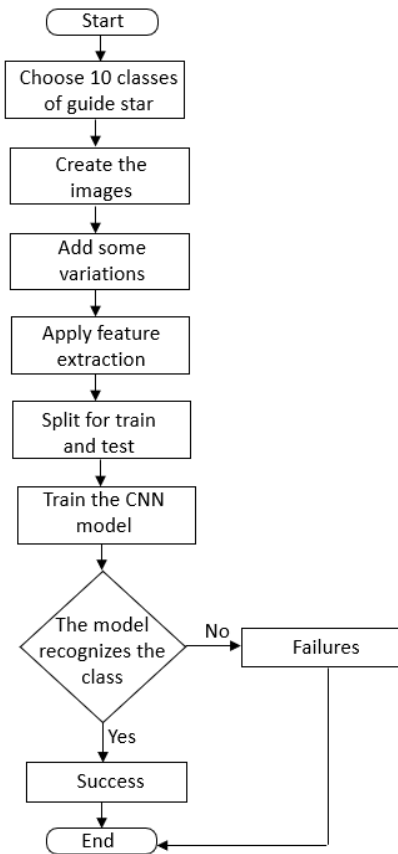 Start
Choose 10 classes
of guide star
Create the
images
Add some
variations
Apply feature
extraction
Split for train
and test
Train the CNN
model
The model
recognizes the
class
No
Failures
Yes
Success
End